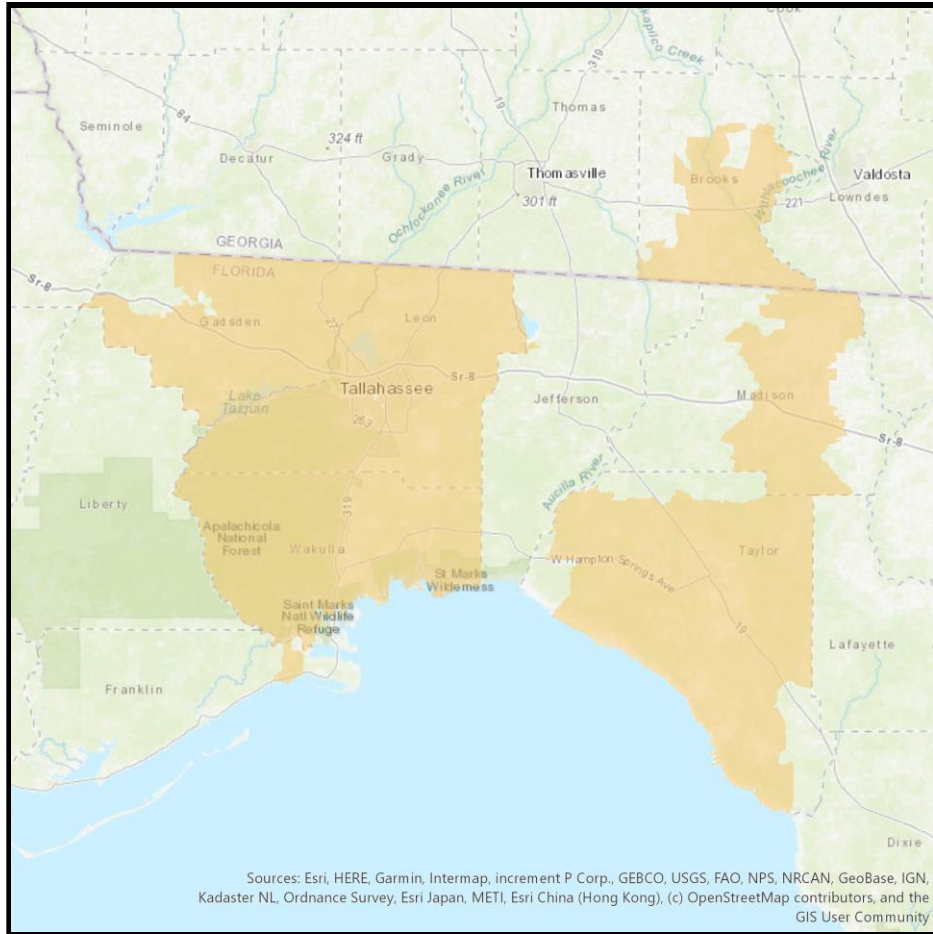 Cook
kapilco Creek
319
19
Thomas
Seminole
84
324 ft
Decatur
Grady
Thomasville
Valdosta
Brooks
Withlacoochee River
Lowndes
301 ft
221
Ochlockonee River
GEORGIA
FLORIDA
Sr-8
Gadsden
Leon
27
Sr-8
Tallahassee
Lake
Talquin
Jefferson
Madison
263
Sr-8
Aucilla River
Liberty
319
Apalachicola
National
Forest
Wakulla
Taylor
W Hampton Springs Ave
St Marks
Wilderness
Saint Marks
Natl Wildlife
Refuge
19
Lafayette
Franklin
Dixie
Sources: Esri, HERE, Garmin, Intermap, increment P Corp., GEBCO, USGS, FAO, NPS, NRCAN, GeoBase, IGN,
Kadaster NL, Ordnance Survey, Esri Japan, METI, Esri China (Hong Kong), (c) OpenStreetMap contributors, and the
GIS User Community